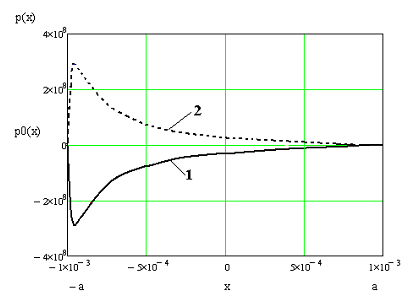 p(x)
4×10⁸
2×10⁸
2
p0(x)
0
1
−2×10⁸
−4×10⁸
−1×10⁻³ −5×10⁻⁴ 0 5×10⁻⁴ 1×10⁻³
−a x a